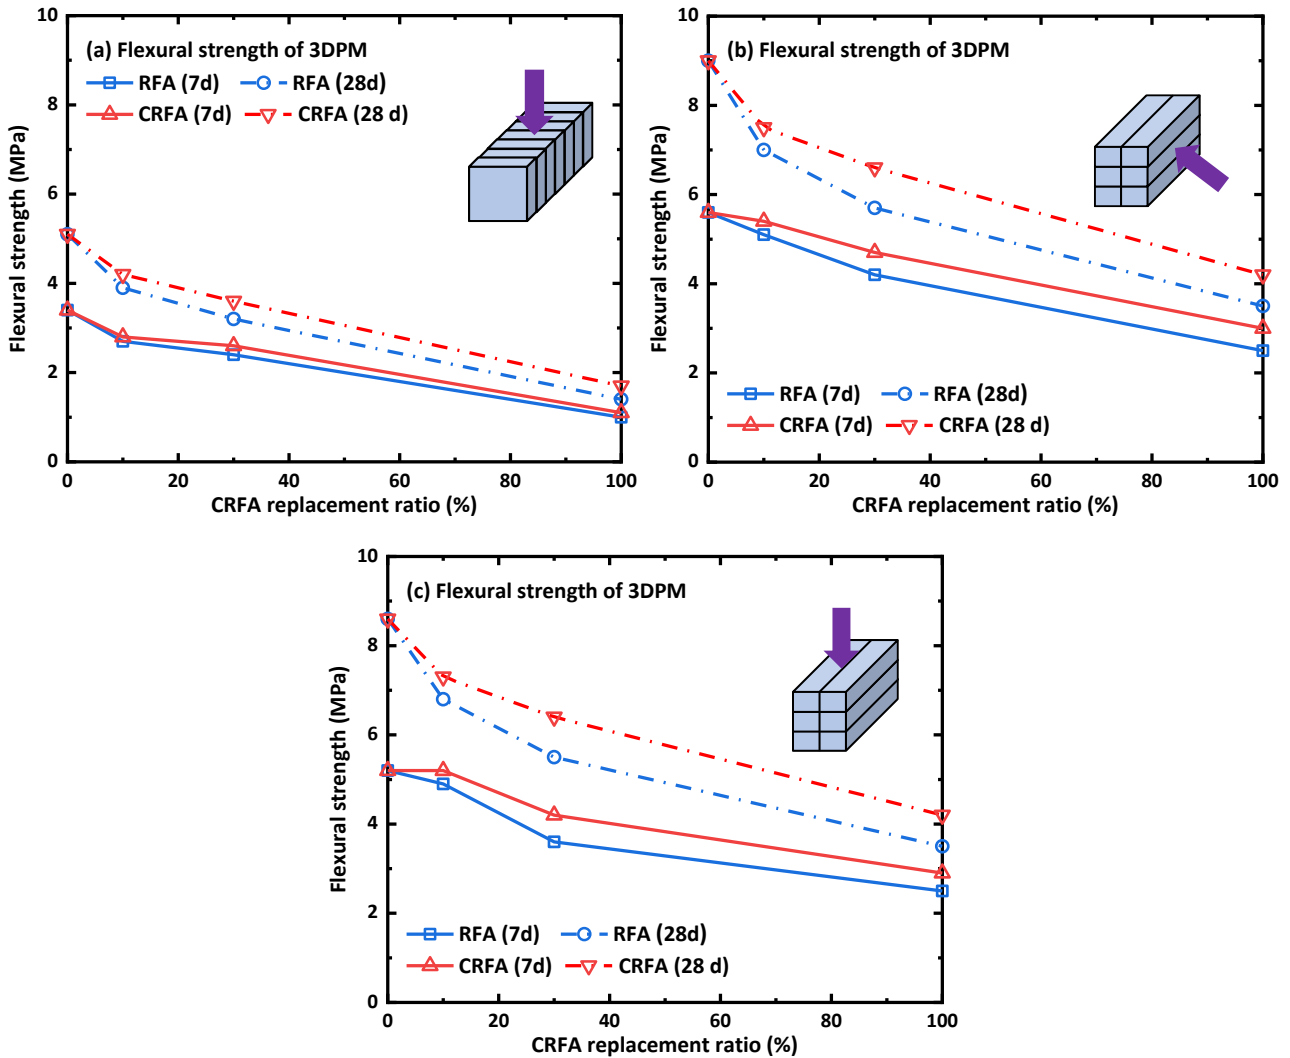 (a) Flexural strength of 3DPM
RFA (7d) RFA (28d)
CRFA (7d) CRFA (28 d)
Flexural strength (MPa)
10
8
6
4
2
0
0 20 40 60 80 100
CRFA replacement ratio (%)
(b) Flexural strength of 3DPM
Flexural strength (MPa)
10
8
6
4
2
0
RFA (7d) RFA (28d)
CRFA (7d) CRFA (28 d)
0 20 40 60 80 100
CRFA replacement ratio (%)
(c) Flexural strength of 3DPM
Flexural strength (MPa)
10
8
6
4
2
0
RFA (7d) RFA (28d)
CRFA (7d) CRFA (28 d)
0 20 40 60 80 100
CRFA replacement ratio (%)